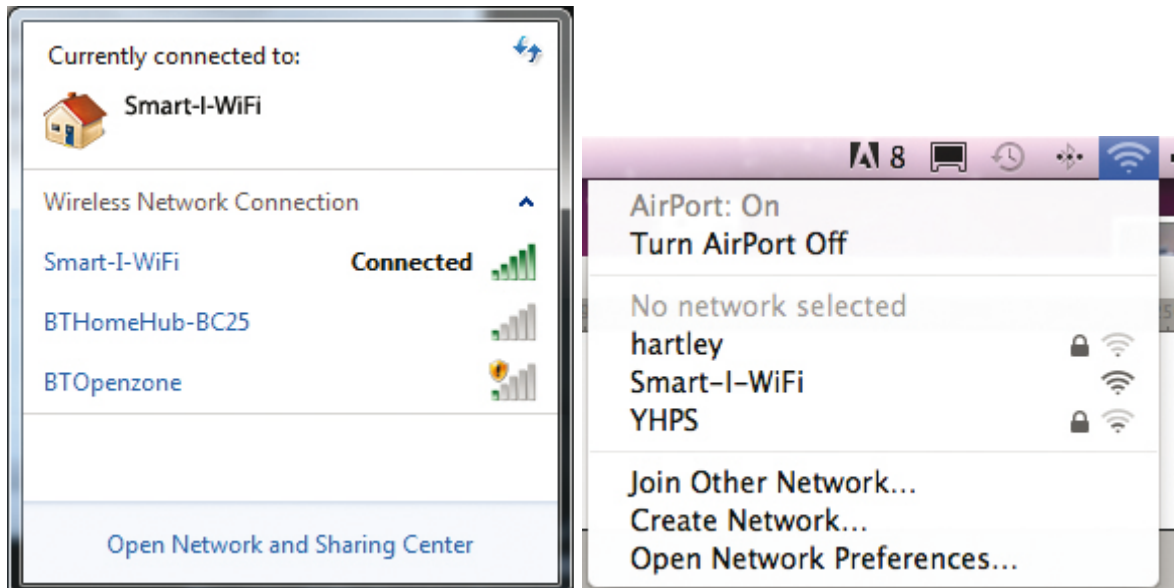 Currently connected to:
Smart-I-WiFi
Wireless Network Connection
Smart-I-WiFi Connected
BTHomeHub-BC25
BTOpenzone
Open Network and Sharing Center
8
AirPort: On
Turn AirPort Off
No network selected
hartley
Smart-I-WiFi
YHPS
Join Other Network...
Create Network...
Open Network Preferences...